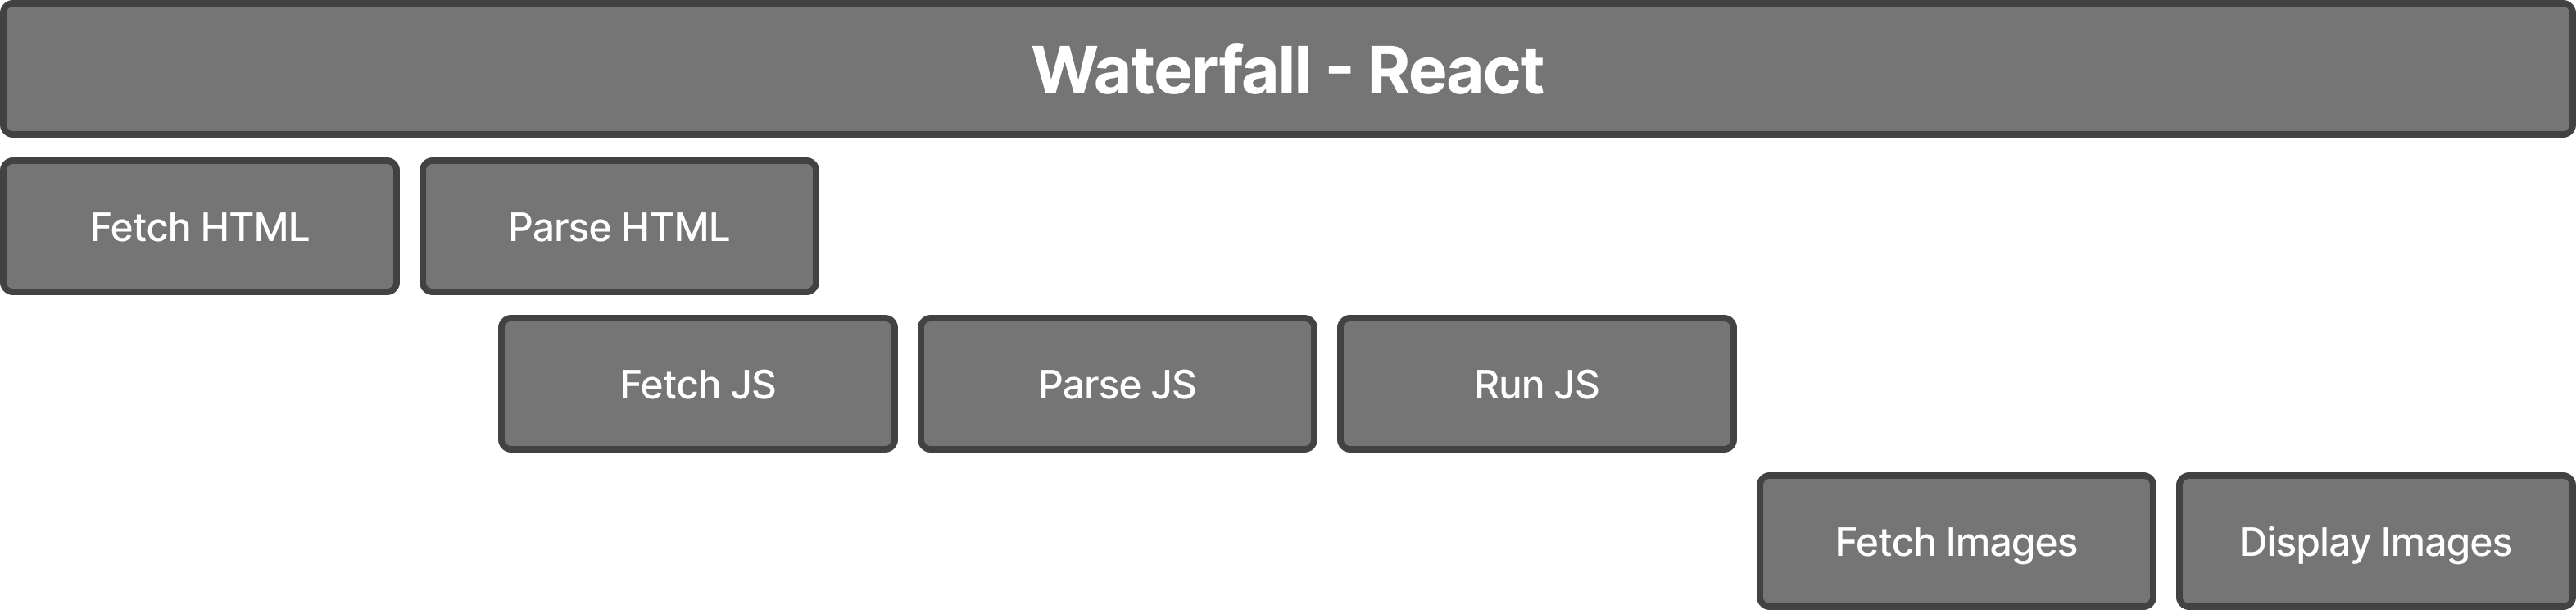 Waterfall - React
Fetch HTML
Parse HTML
Fetch JS
Parse JS
Run JS
Fetch Images
Display Images